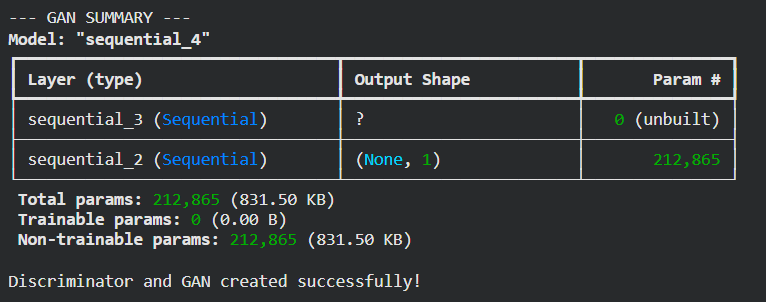 --- GAN SUMMARY ---
Model: "sequential_4"
Layer (type) Output Shape Param #
sequential_3 (Sequential) ? 0 (unbuilt)
sequential_2 (Sequential) (None, 1) 212,865
Total params: 212,865 (831.50 KB)
Trainable params: 0 (0.00 B)
Non-trainable params: 212,865 (831.50 KB)
Discriminator and GAN created successfully!